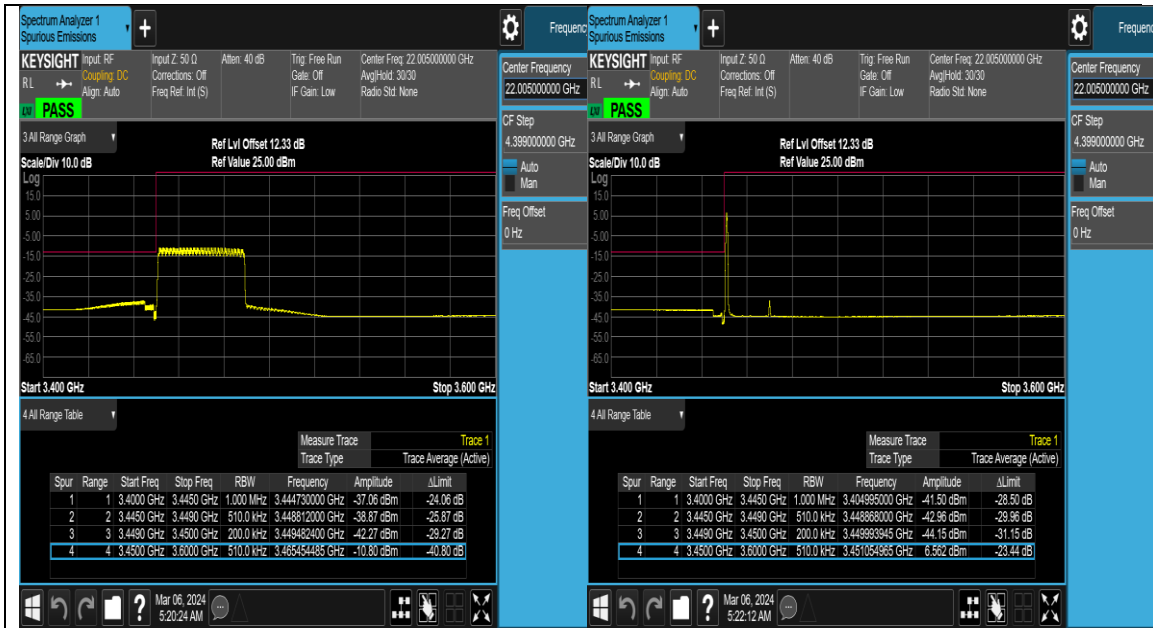 Spectrum Analyzer 1
Spurious Emissions
+
Frequenc
KEYSIGHT
Input: RF
Coupling: DC
Align: Auto
Input Z: 50 Ω
Corrections: Off
Freq Ref: Int (S)
Atten: 40 dB
Trig: Free Run
Gate: Off
IF Gain: Low
Center Freq: 22.005000000 GHz
Avg|Hold: 30/30
Radio Std: None
RL
LXI
PASS
Center Frequency
22.005000000 GHz
CF Step
4.399000000 GHz
Auto
Man
Freq Offset
0 Hz
3 All Range Graph
Scale/Div 10.0 dB
Ref Lvl Offset 12.33 dB
Ref Value 25.00 dBm
Log
15.0
5.00
-5.00
-15.0
-25.0
-35.0
-45.0
-55.0
-65.0
Start 3.400 GHz
Stop 3.600 GHz
4 All Range Table
Measure Trace Trace 1
Trace Type Trace Average (Active)
Spur Range Start Freq Stop Freq RBW Frequency Amplitude ΔLimit
1 1 3.4000 GHz 3.4450 GHz 1.000 MHz 3.444730000 GHz -37.06 dBm -24.06 dB
2 2 3.4450 GHz 3.4490 GHz 510.0 kHz 3.448812000 GHz -38.87 dBm -25.87 dB
3 3 3.4490 GHz 3.4500 GHz 200.0 kHz 3.449482400 GHz -42.27 dBm -29.27 dB
4 4 3.4500 GHz 3.6000 GHz 510.0 kHz 3.465454485 GHz -10.80 dBm -40.80 dB
?
Mar 06, 2024
5:20:24 AM
Spectrum Analyzer 1
Spurious Emissions
+
Frequenc
KEYSIGHT
Input: RF
Coupling: DC
Align: Auto
Input Z: 50 Ω
Corrections: Off
Freq Ref: Int (S)
Atten: 40 dB
Trig: Free Run
Gate: Off
IF Gain: Low
Center Freq: 22.005000000 GHz
Avg|Hold: 30/30
Radio Std: None
RL
LXI
PASS
Center Frequency
22.005000000 GHz
CF Step
4.399000000 GHz
Auto
Man
Freq Offset
0 Hz
3 All Range Graph
Scale/Div 10.0 dB
Ref Lvl Offset 12.33 dB
Ref Value 25.00 dBm
Log
15.0
5.00
-5.00
-15.0
-25.0
-35.0
-45.0
-55.0
-65.0
Start 3.400 GHz
Stop 3.600 GHz
4 All Range Table
Measure Trace Trace 1
Trace Type Trace Average (Active)
Spur Range Start Freq Stop Freq RBW Frequency Amplitude ΔLimit
1 1 3.4000 GHz 3.4450 GHz 1.000 MHz 3.404995000 GHz -41.50 dBm -28.50 dB
2 2 3.4450 GHz 3.4490 GHz 510.0 kHz 3.448868000 GHz -42.96 dBm -29.96 dB
3 3 3.4490 GHz 3.4500 GHz 200.0 kHz 3.449993945 GHz -44.15 dBm -31.15 dB
4 4 3.4500 GHz 3.6000 GHz 510.0 kHz 3.451054965 GHz 6.562 dBm -23.44 dB
?
Mar 06, 2024
5:22:12 AM